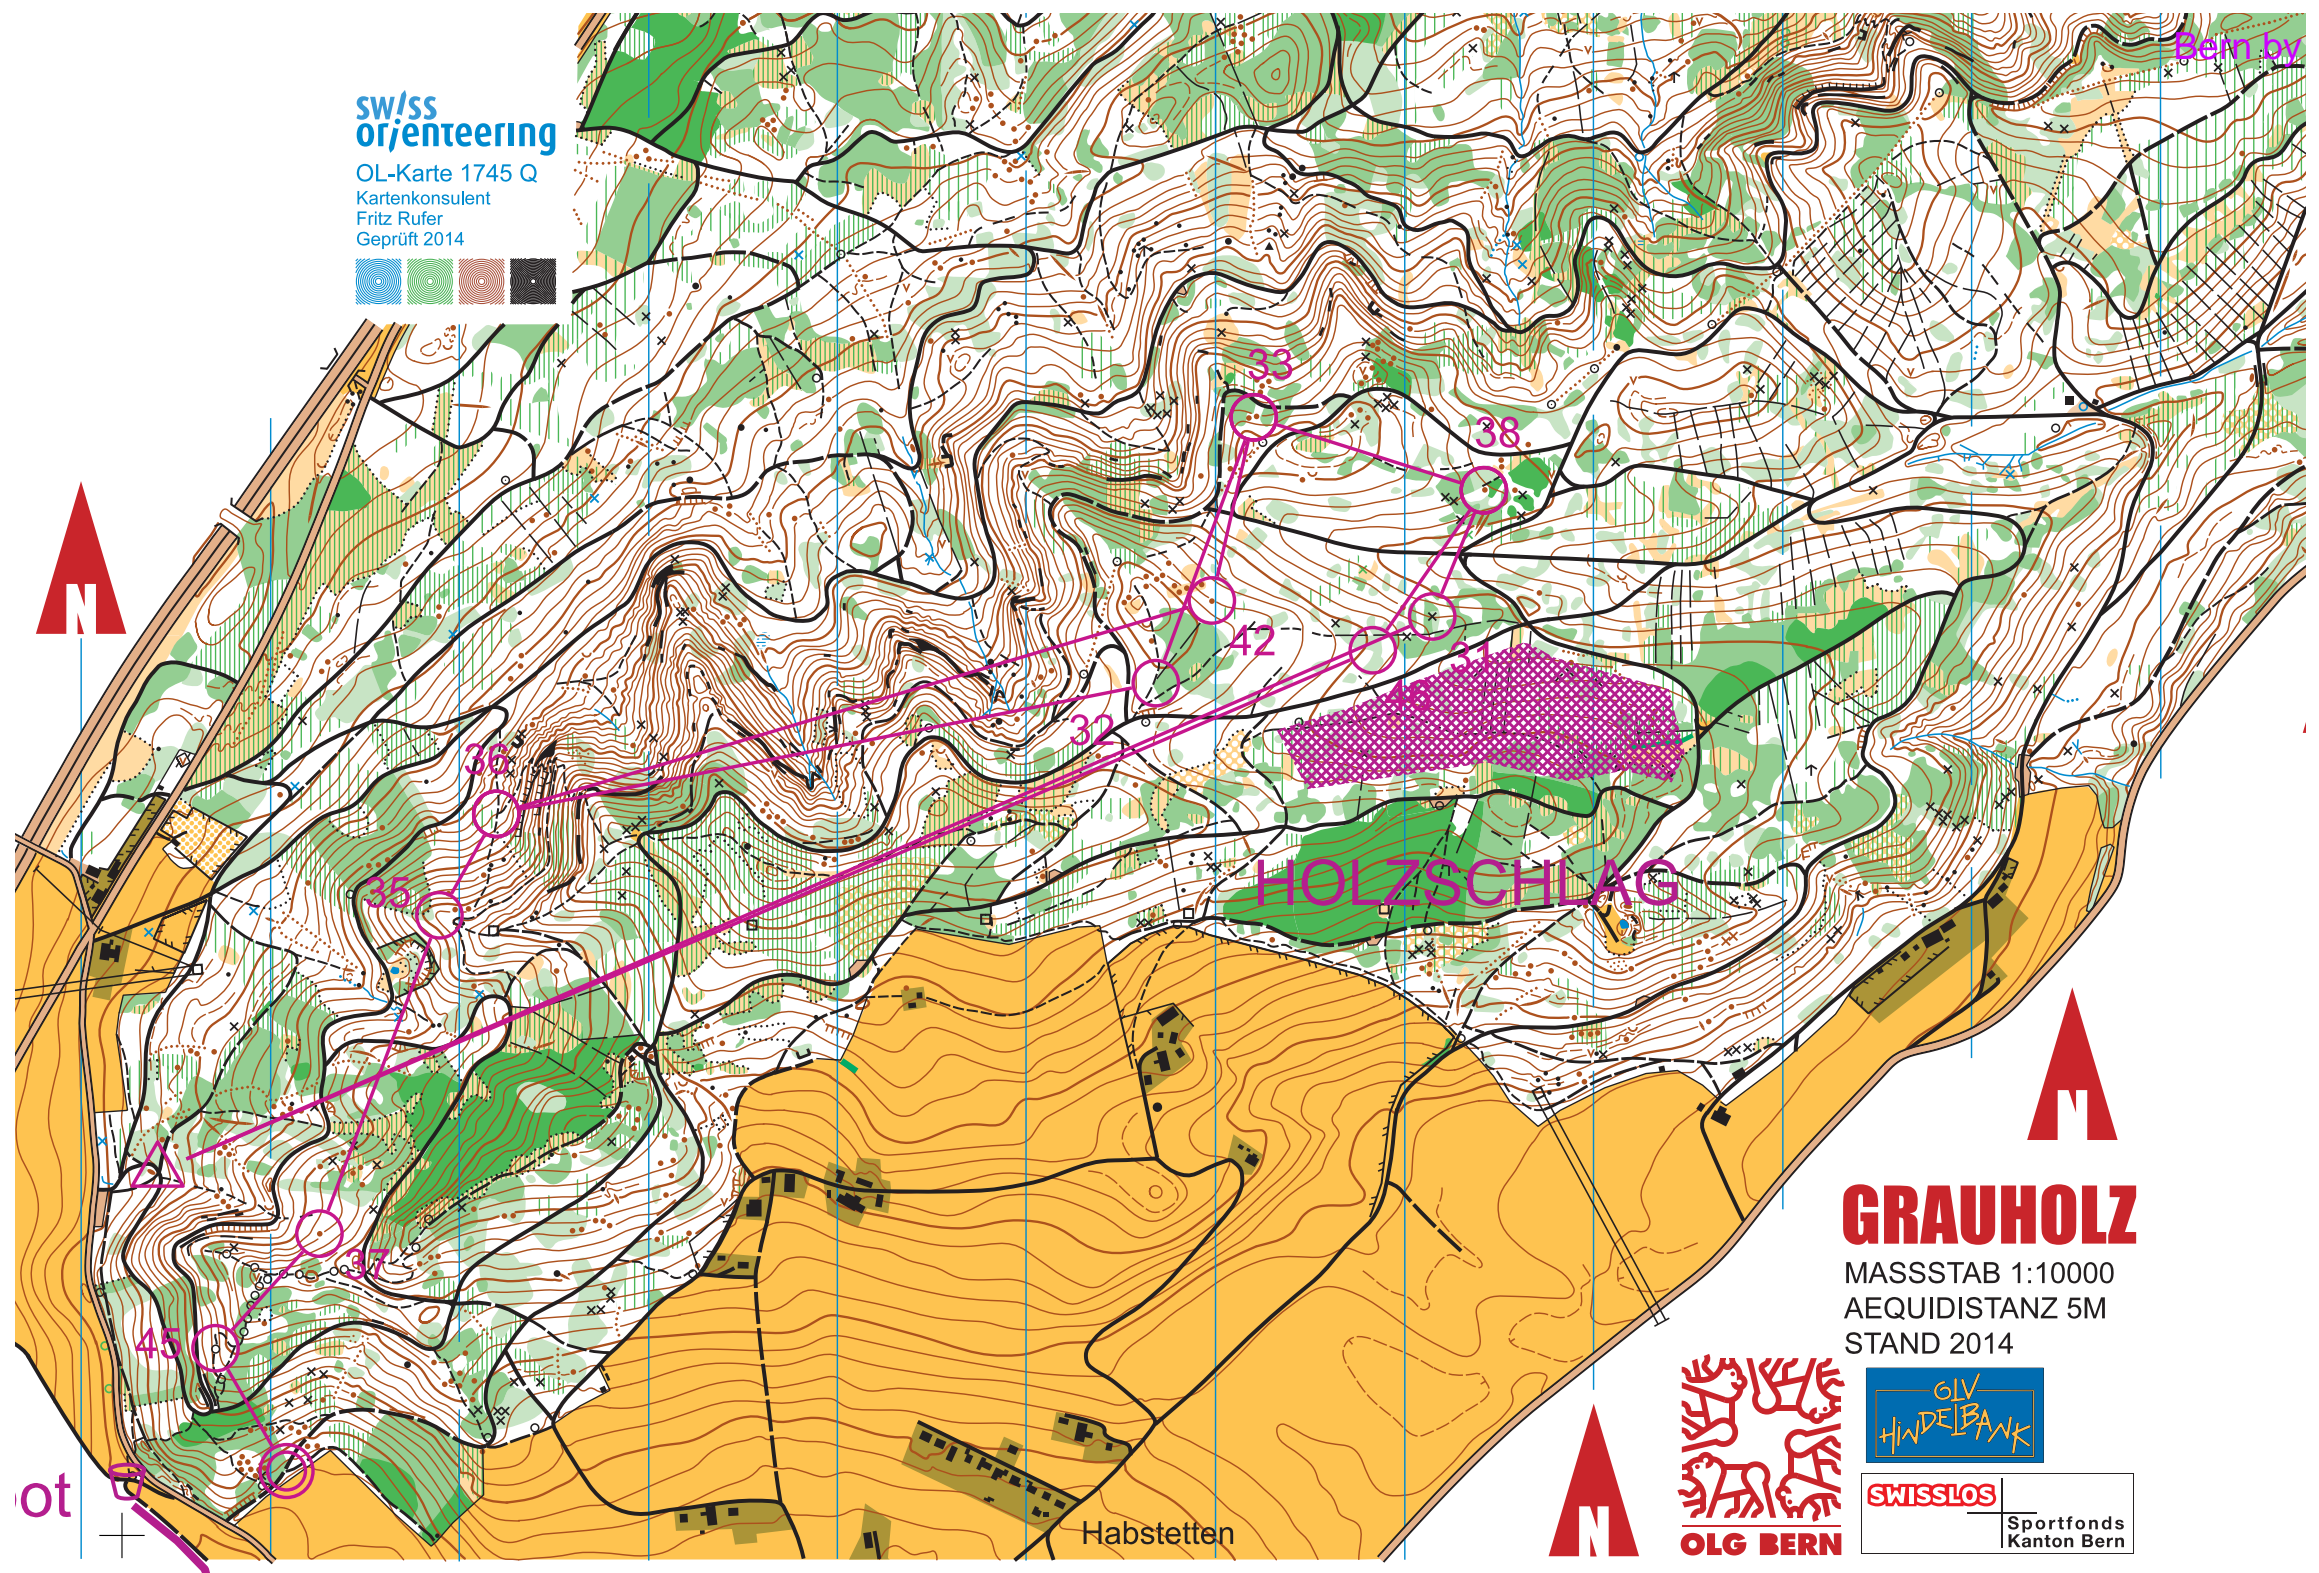 Bern by
swiss
orienteering
OL-Karte 1745 Q
Kartenkonsulent
Fritz Rufer
Geprüft 2014
33
38
N
42
31
32
36
35
HOLZSCHLAG
N
37
45
GRAUHOLZ
MASSSTAB 1:10000
AEQUIDISTANZ 5M
STAND 2014
OLV
HINDELBANK
ot
N
Habstetten
OLG BERN
SWISSLOS
Sportfonds
Kanton Bern